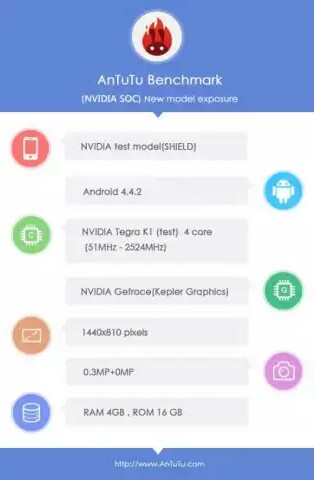 AnTuTu Benchmark
(NVIDIA SOC) New model exposure
NVIDIA test model(SHIELD)
Android 4.4.2
NVIDIA Tegra K1 (test) 4 core
(51MHz - 2524MHz)
C
NVIDIA Gefroce(Kepler Graphics)
G
1440x810 pixels
0.3MP+0MP
RAM 4GB , ROM 16 GB
http://www.AnTuTu.com